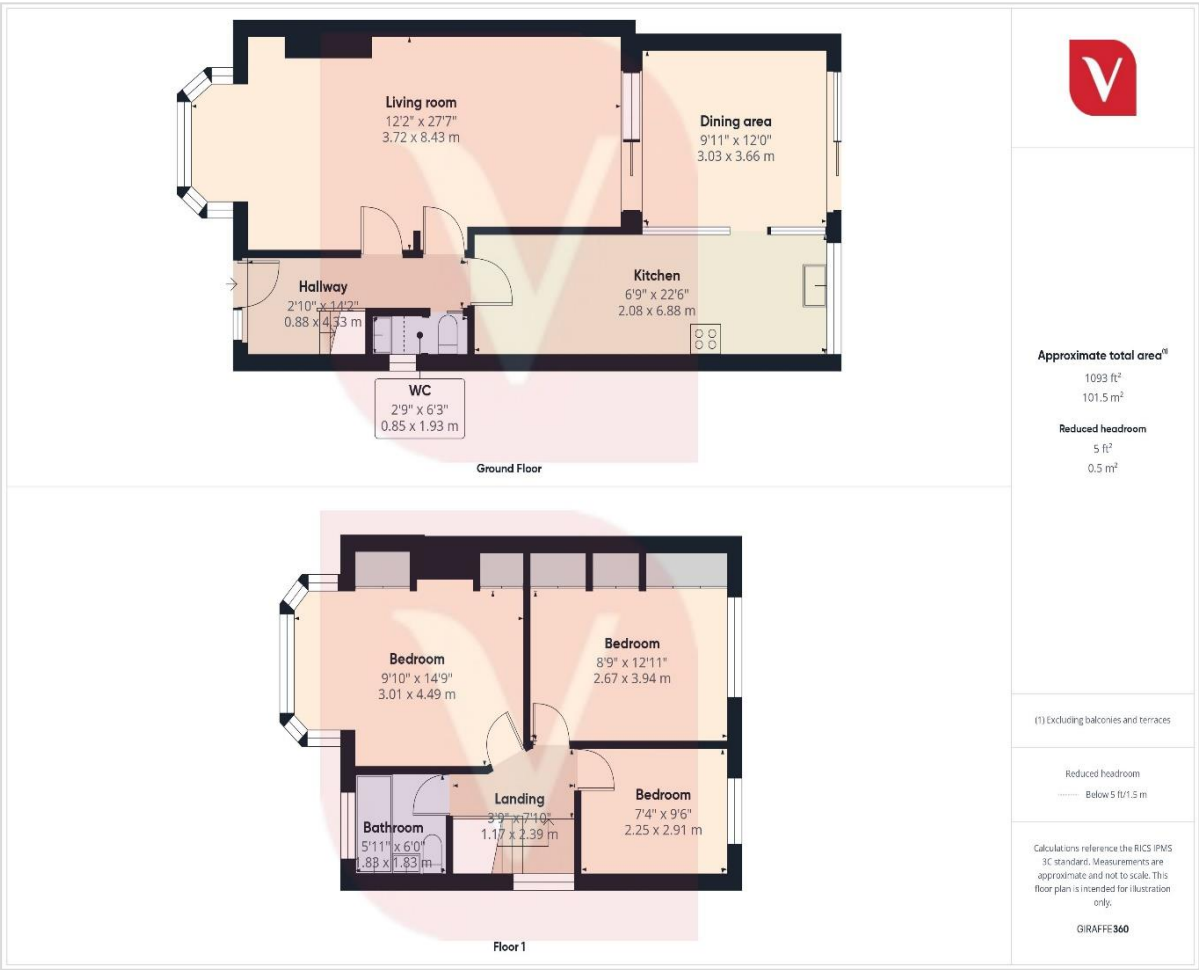 Living room
12'2" x 27'7"
3.72 x 8.43 m
Dining area
9'11" x 12'0"
3.03 x 3.66 m
Kitchen
6'9" x 22'6"
2.08 x 6.88 m
Hallway
2'10" x 14'2"
0.88 x 4.33 m
WC
2'9" x 6'3"
0.85 x 1.93 m
Ground Floor
Bedroom
9'10" x 14'9"
3.01 x 4.49 m
Bedroom
8'9" x 12'11"
2.67 x 3.94 m
Landing
3'9" x 7'10"
1.17 x 2.39 m
Bedroom
7'4" x 9'6"
2.25 x 2.91 m
Bathroom
5'11" x 6'0"
1.83 x 1.83 m
Floor 1
V
Approximate total area(1)
1093 ft²
101.5 m²
Reduced headroom
5 ft²
0.5 m²
(1) Excluding balconies and terraces
Reduced headroom
Below 5 ft/1.5 m
Calculations reference the RICS IPMS
3C standard. Measurements are
approximate and not to scale. This
floor plan is intended for illustration
only.
GIRAFFE360